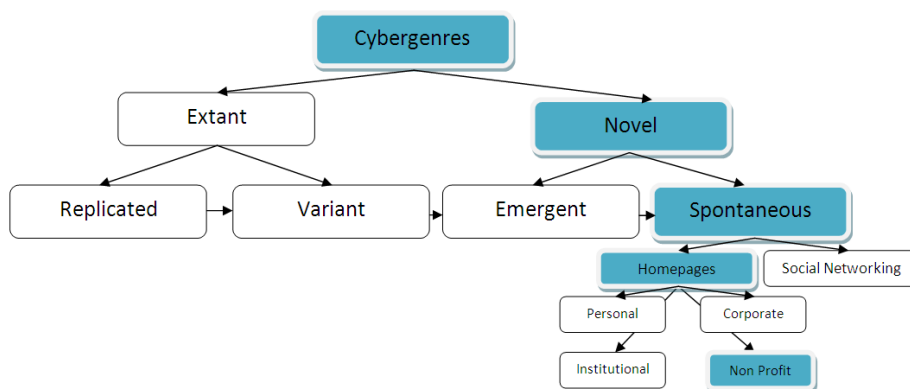 Cybergenres
Extant
Novel
Replicated
Variant
Emergent
Spontaneous
Homepages
Social Networking
Personal
Corporate
Institutional
Non Profit